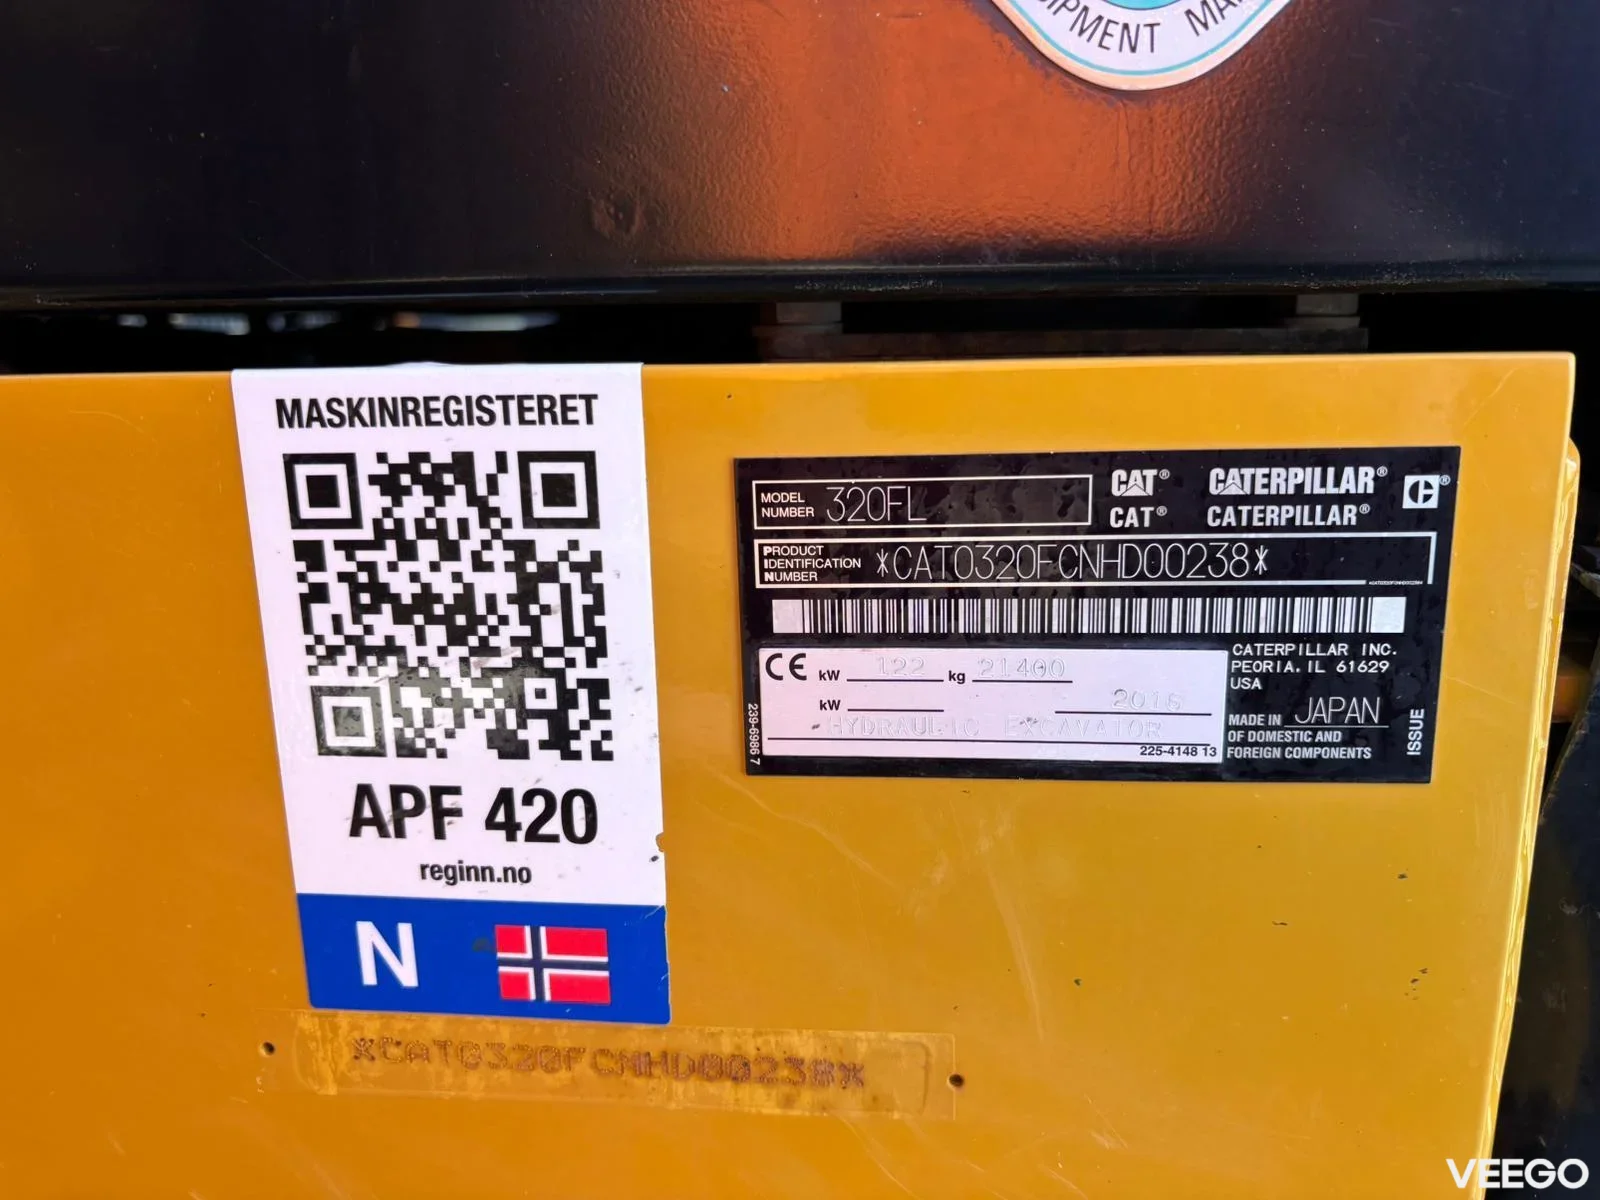 EQUIPMENT MA
MASKINREGISTERET
APF 420
reginn.no
N
MODEL NUMBER 320FL
CAT® CATERPILLAR®
CAT® CATERPILLAR®
PRODUCT IDENTIFICATION NUMBER *CAT0320FCNHD00238*
CE kW 122 kg 21400
kW 2016
HYDRAULIC EXCAVATOR
225-4148 13
239-6986 7
CATERPILLAR INC.
PEORIA, IL 61629
USA
MADE IN JAPAN
OF DOMESTIC AND
FOREIGN COMPONENTS
ISSUE
*CAT0320FCNHD00238*
VEEGO